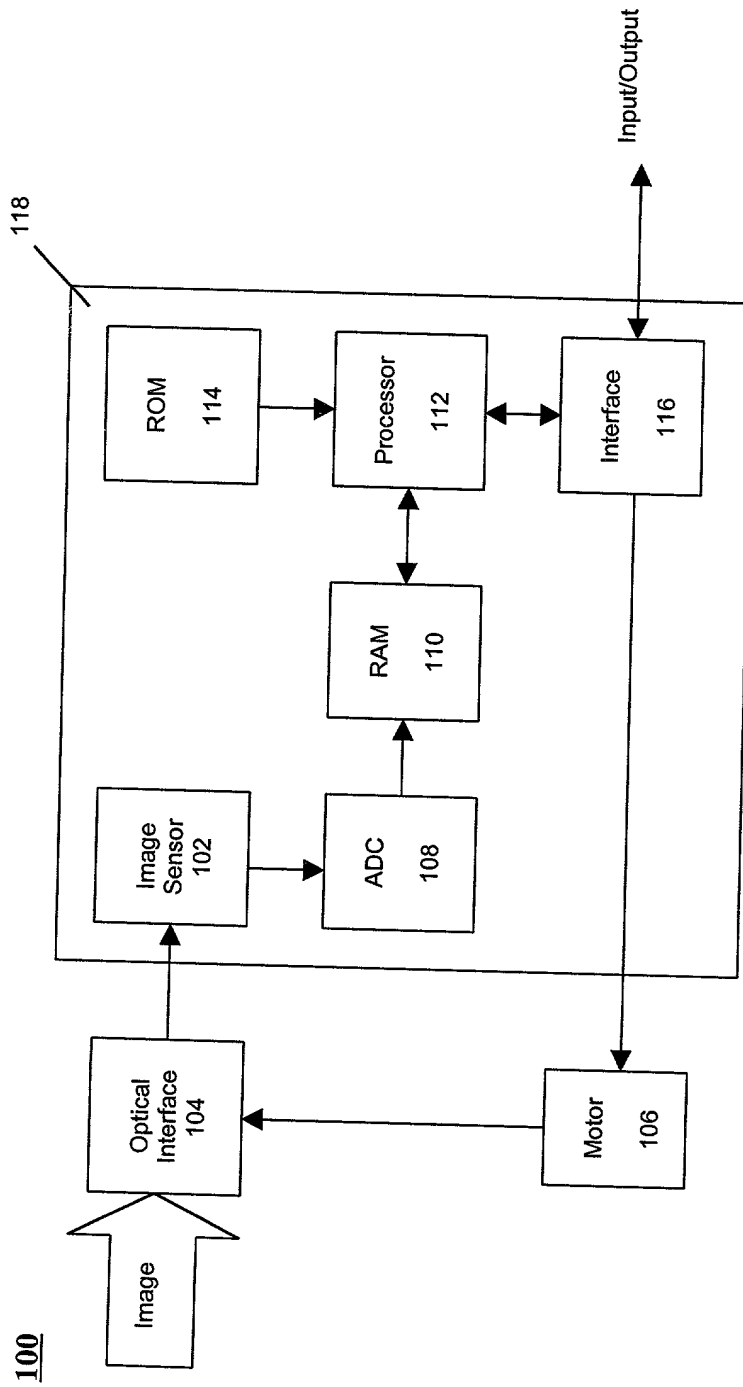 100
118
Image
Optical
Interface
104
Image
Sensor
102
ROM
114
ADC
108
RAM
110
Processor
112
Motor
106
Interface
116
Input/Output